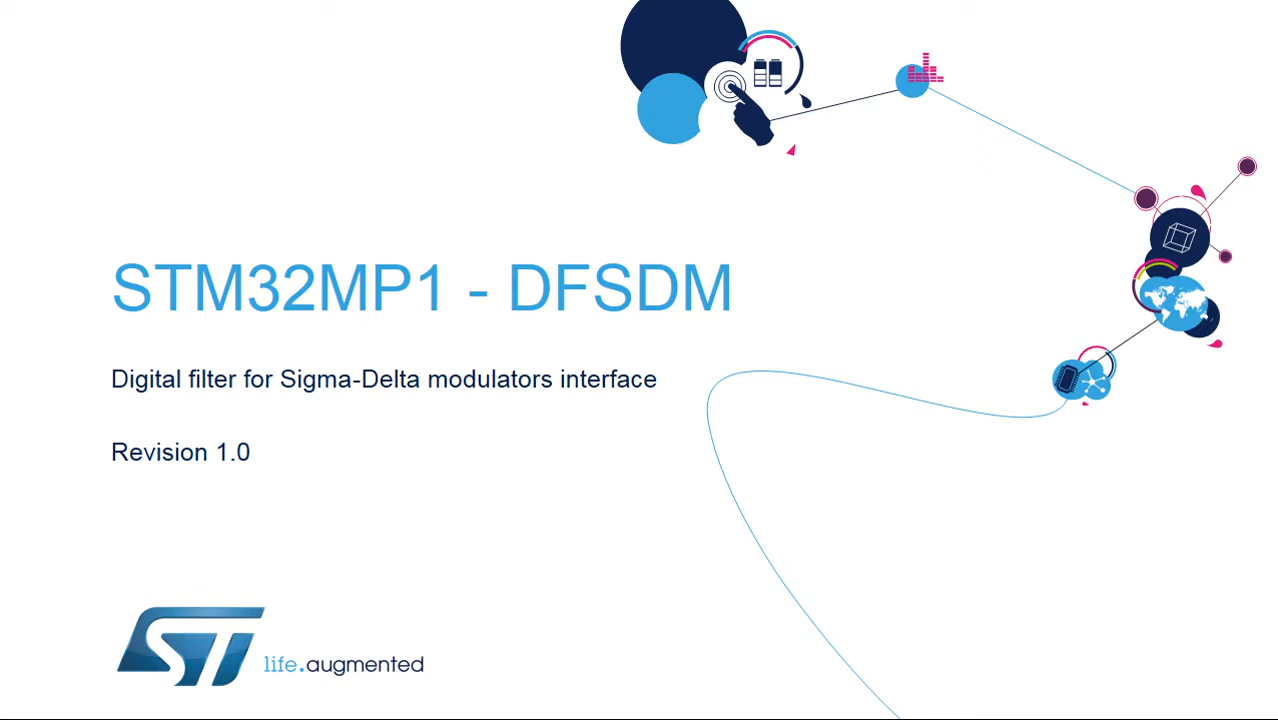 STM32MP1 - DFSDM
Digital filter for Sigma-Delta modulators interface
Revision 1.0
ST
life.augmented